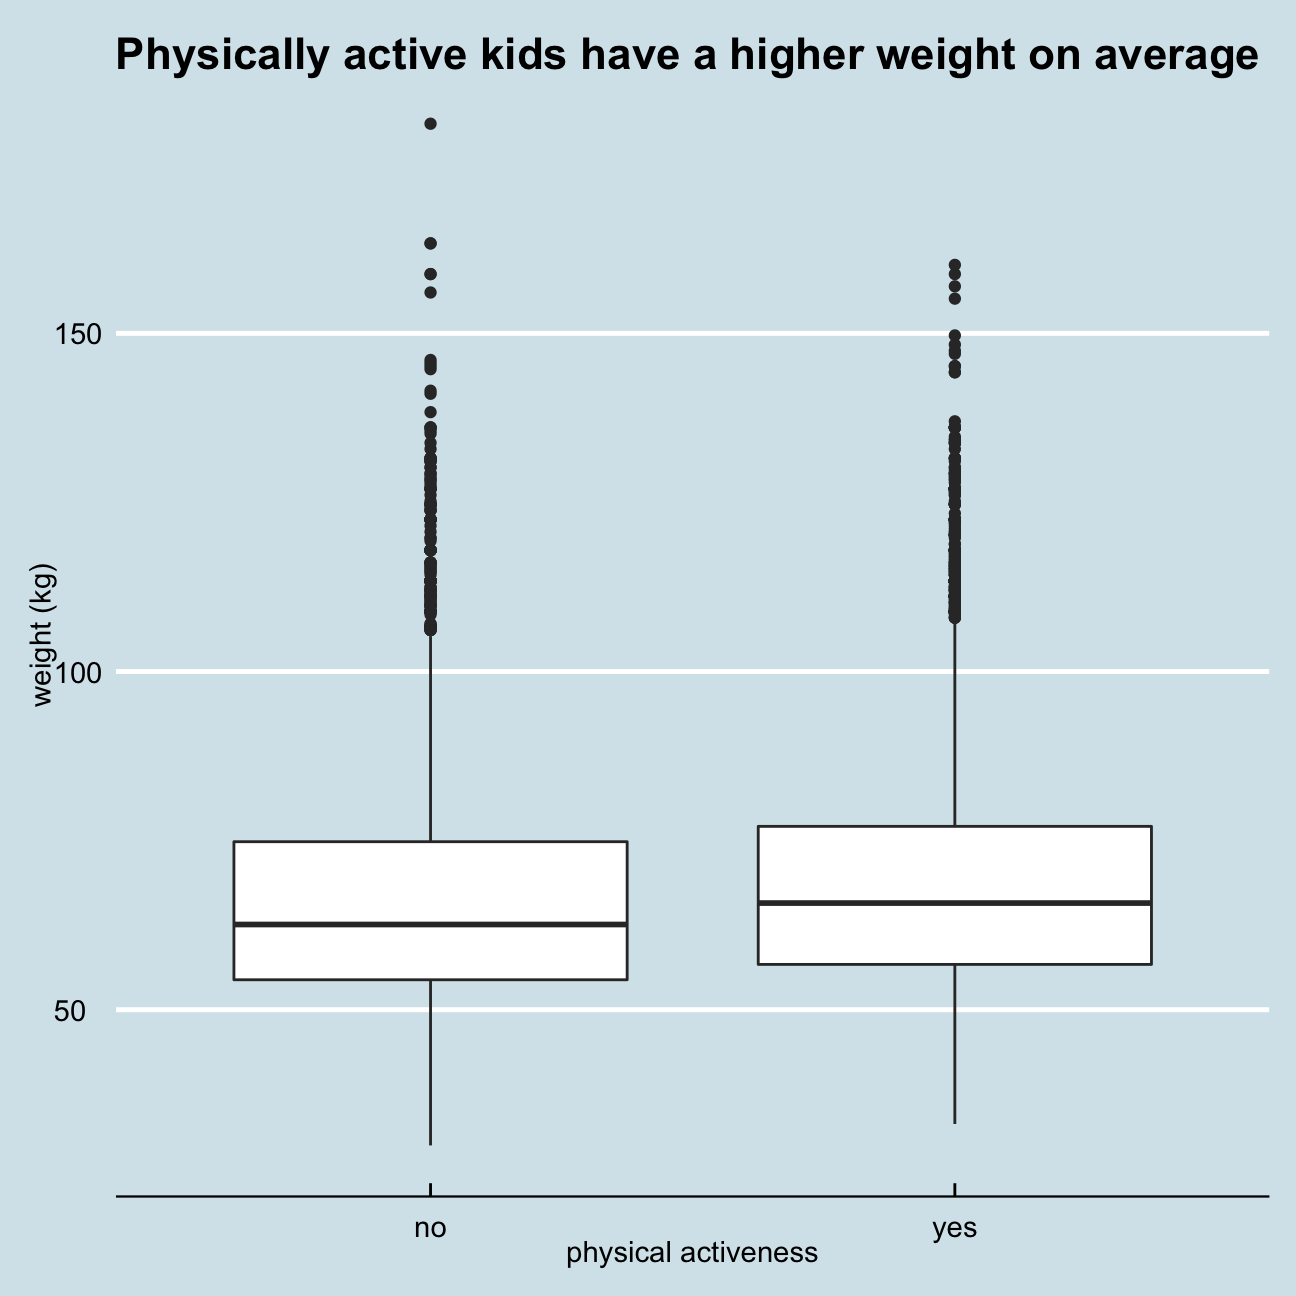 Physically active kids have a higher weight on average
150
100
50
weight (kg)
no
yes
physical activeness